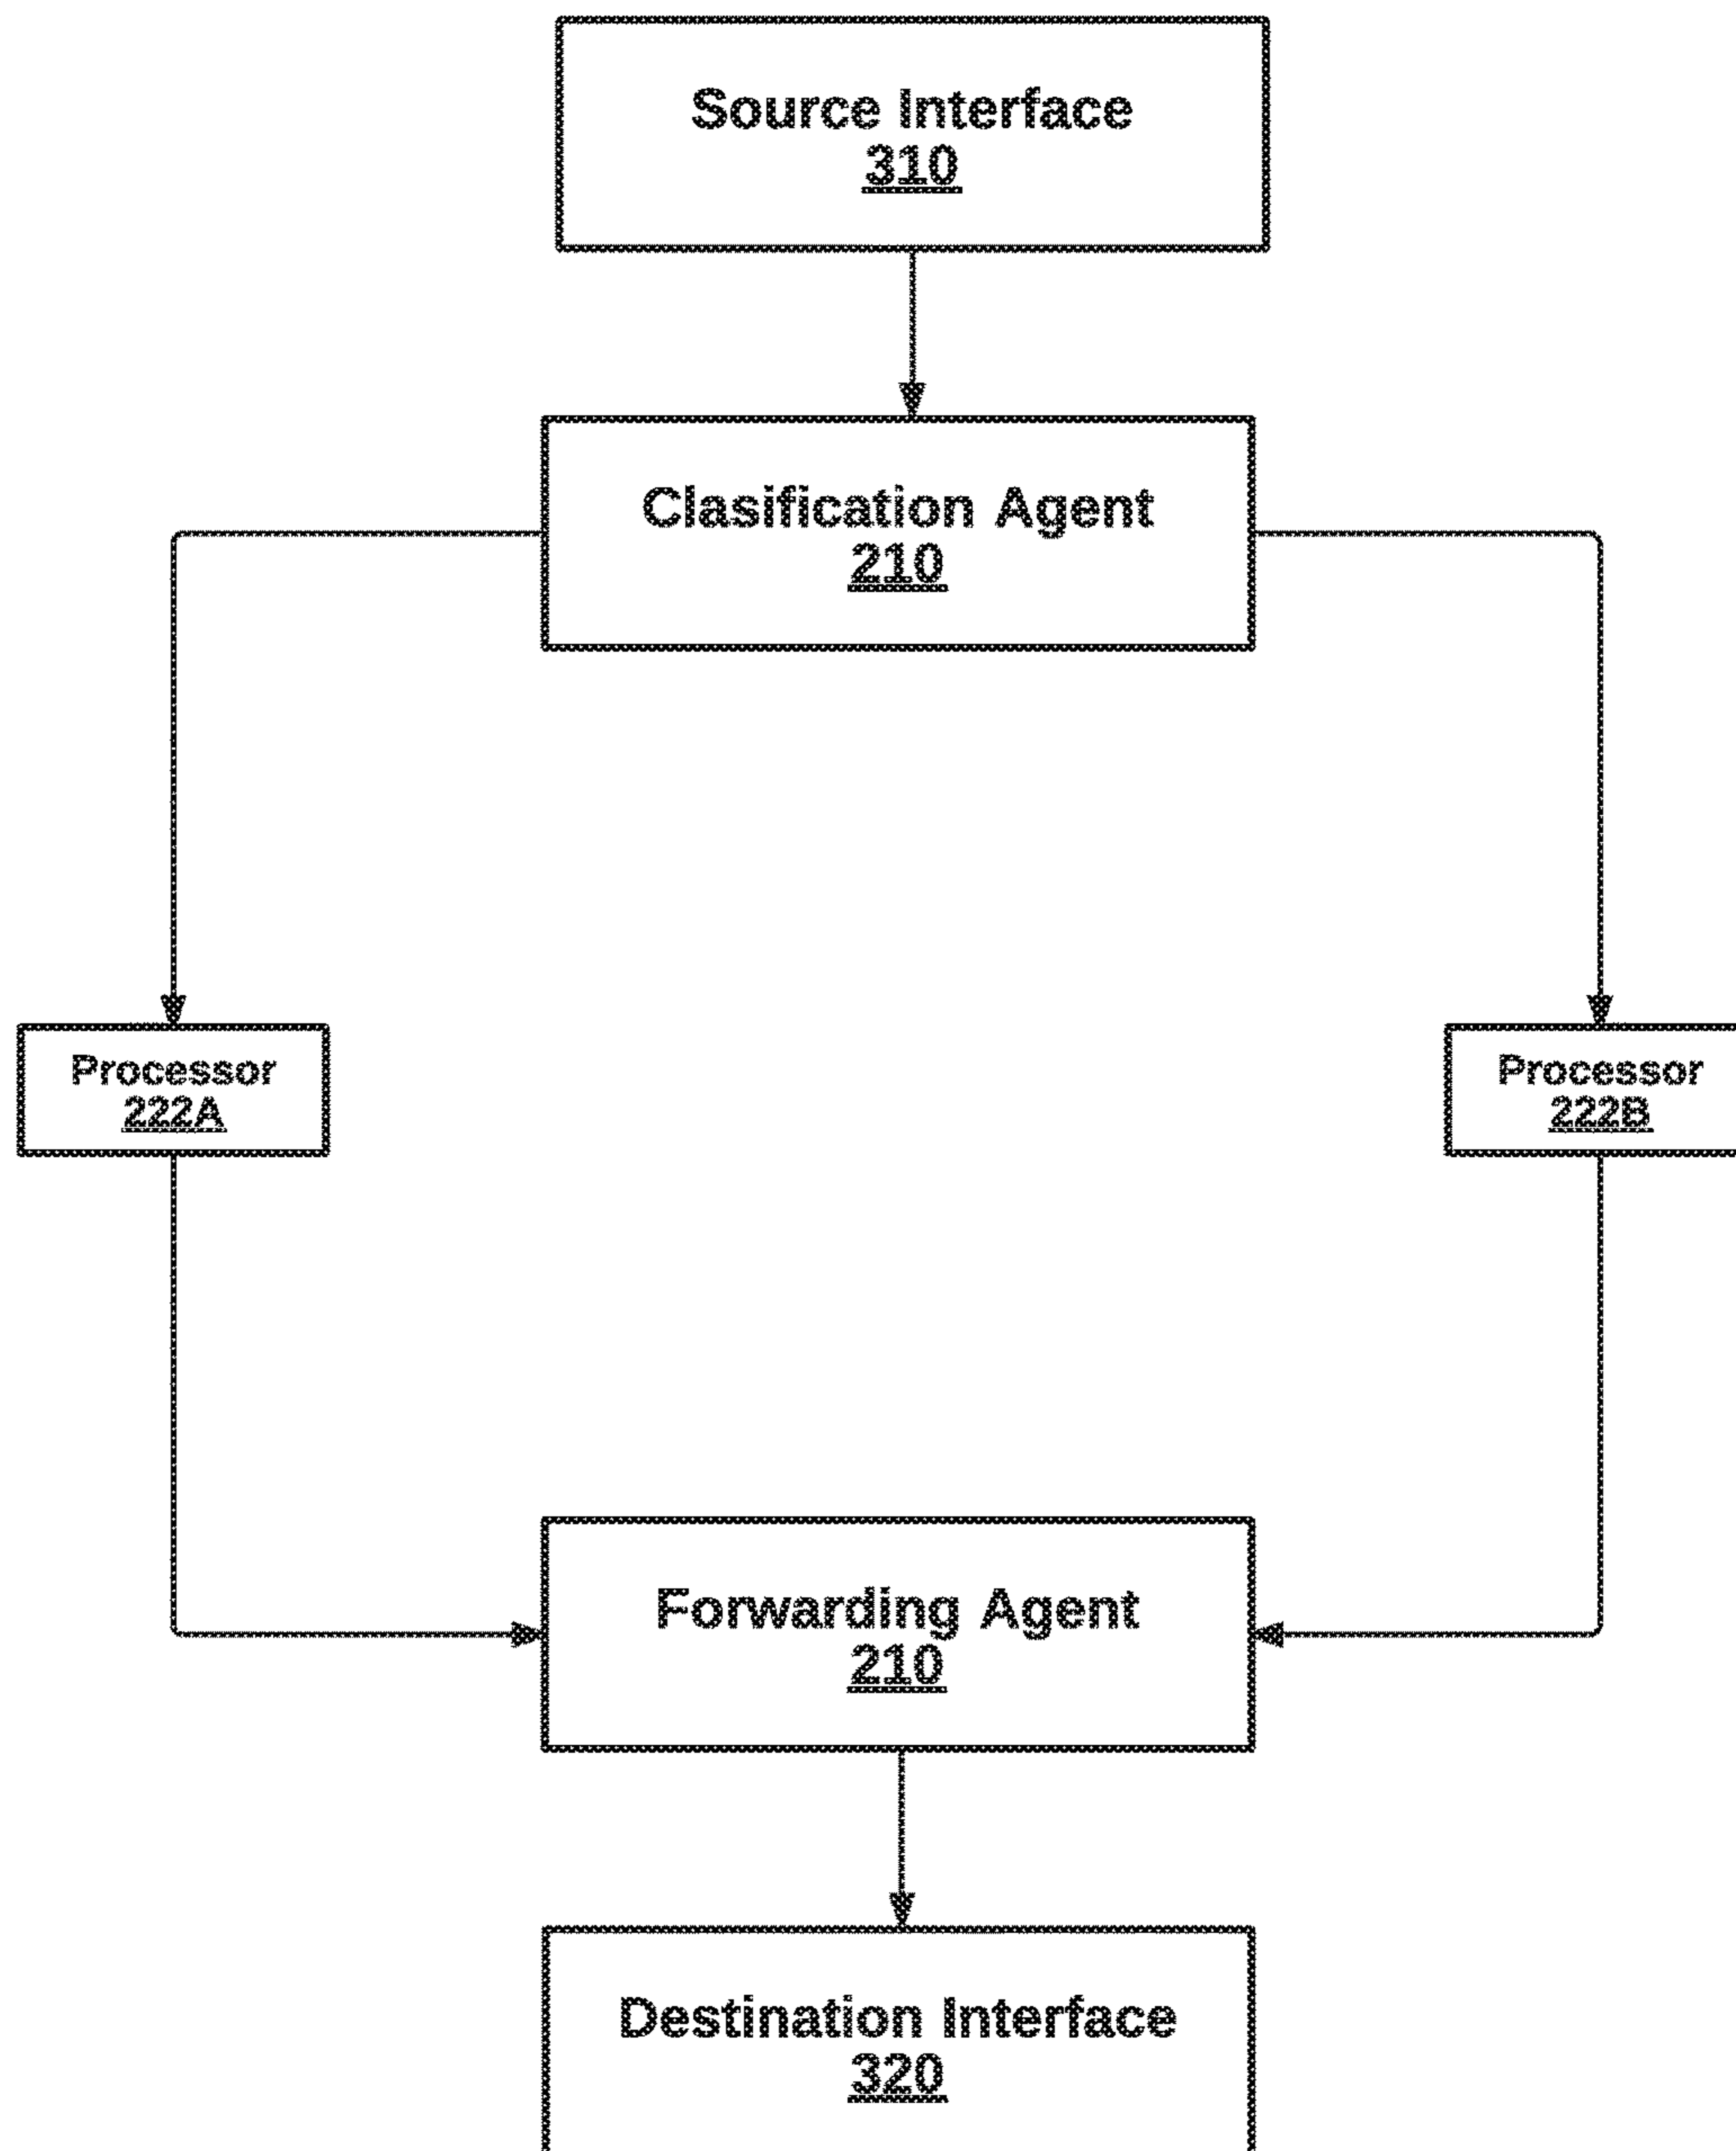 Source Interface
310
Clasification Agent
210
Processor
222A
Processor
222B
Forwarding Agent
210
Destination Interface
320